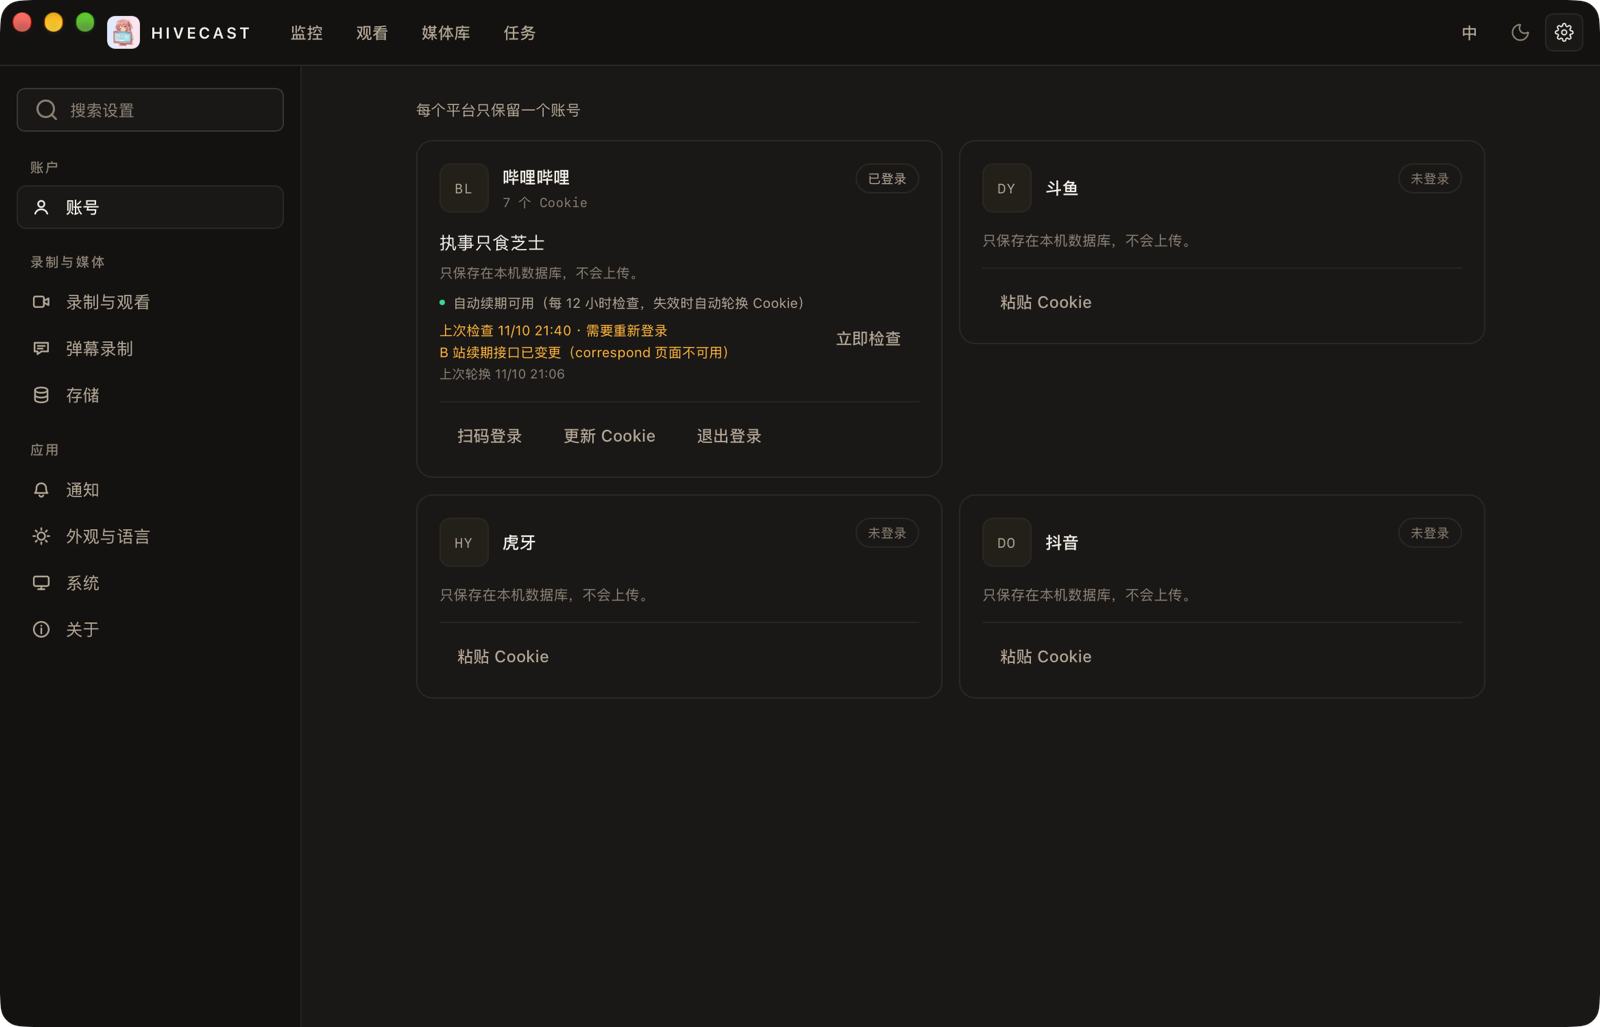 HIVECAST 监控 观看 媒体库 任务 中
搜索设置
账户
账号
录制与媒体
录制与观看
弹幕录制
存储
应用
通知
外观与语言
系统
关于
每个平台只保留一个账号
BL 哔哩哔哩 已登录
7 个 Cookie
执事只食芝士
只保存在本机数据库，不会上传。
自动续期可用（每 12 小时检查，失效时自动轮换 Cookie）
上次检查 11/10 21:40 · 需要重新登录
B 站续期接口已变更（correspond 页面不可用）
上次轮换 11/10 21:06
立即检查
扫码登录 更新 Cookie 退出登录
DY 斗鱼 未登录
只保存在本机数据库，不会上传。
粘贴 Cookie
HY 虎牙 未登录
只保存在本机数据库，不会上传。
粘贴 Cookie
DO 抖音 未登录
只保存在本机数据库，不会上传。
粘贴 Cookie